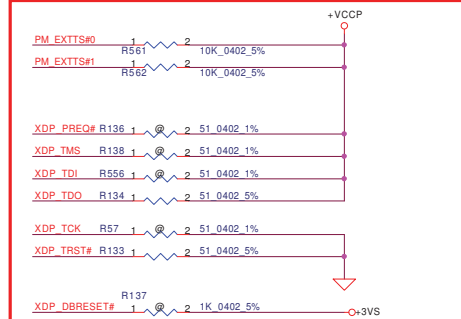 +VCCP
PM_EXTTS#0 1 2
R561 10K_0402_5%
PM_EXTTS#1 1 2
R562 10K_0402_5%
XDP_PREQ# R136 1 @ 2 51_0402_1%
XDP_TMS R138 1 @ 2 51_0402_1%
XDP_TDI R556 1 @ 2 51_0402_1%
XDP_TDO R134 1 2 51_0402_5%
XDP_TCK R57 1 @ 2 51_0402_1%
XDP_TRST# R133 1 2 51_0402_5%
R137
XDP_DBRESET# 1 @ 2 1K_0402_5% +3VS